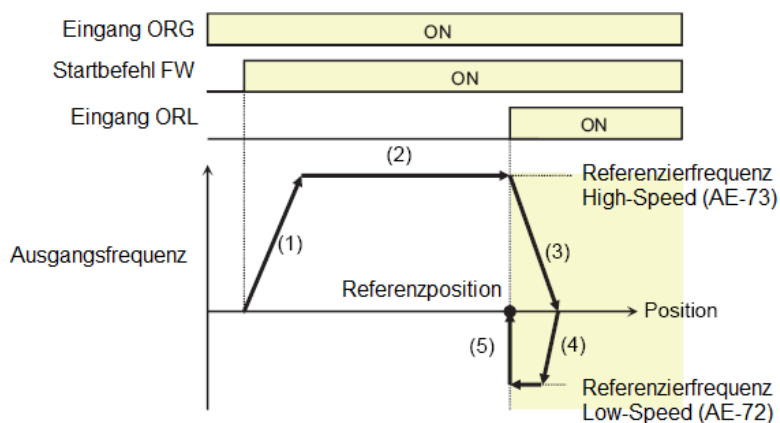 Eingang ORG
ON
Startbefehl FW
ON
Eingang ORL
ON
(2)
Referenzierfrequenz
High-Speed (AE-73)
(1)
(3)
Ausgangsfrequenz
Referenzposition
Position
(5)
(4)
Referenzierfrequenz
Low-Speed (AE-72)